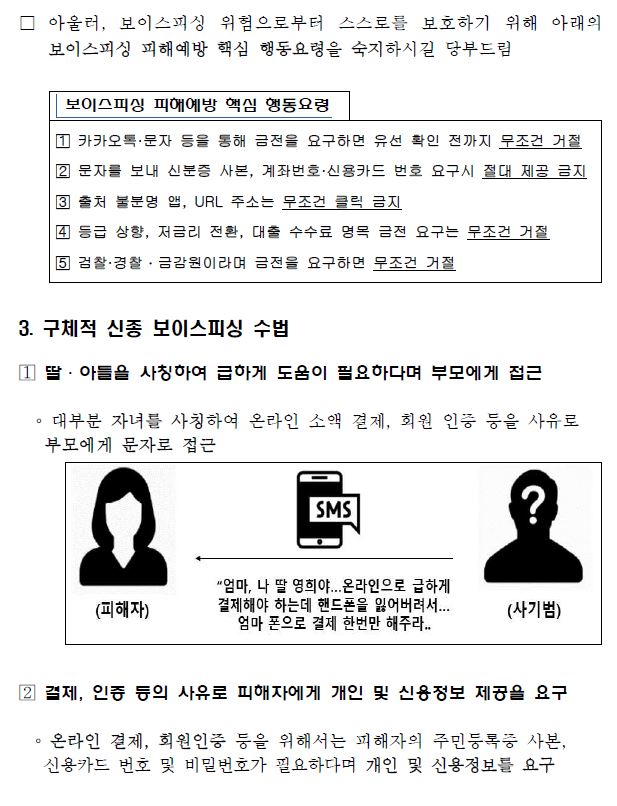 □ 아울러, 보이스피싱 위험으로부터 스스로를 보호하기 위해 아래의
보이스피싱 피해예방 핵심 행동요령을 숙지하시길 당부드림
보이스피싱 피해예방 핵심 행동요령
1 카카오톡·문자 등을 통해 금전을 요구하면 유선 확인 전까지 무조건 거절
2 문자를 보내 신분증 사본, 계좌번호·신용카드 번호 요구시 절대 제공 금지
3 출처 불분명 앱, URL 주소는 무조건 클릭 금지
4 등급 상향, 저금리 전환, 대출 수수료 명목 금전 요구는 무조건 거절
5 검찰·경찰·금감원이라며 금전을 요구하면 무조건 거절
3. 구체적 신종 보이스피싱 수법
1 딸·아들을 사칭하여 급하게 도움이 필요하다며 부모에게 접근
◦ 대부분 자녀를 사칭하여 온라인 소액 결제, 회원 인증 등을 사유로
부모에게 문자로 접근
SMS
?
“엄마, 나 딸 영희야...온라인으로 급하게
결제해야 하는데 핸드폰을 잃어버려서...
엄마 폰으로 결제 한번만 해주라..
(피해자)
(사기범)
2 결제, 인증 등의 사유로 피해자에게 개인 및 신용정보 제공을 요구
◦ 온라인 결제, 회원인증 등을 위해서는 피해자의 주민등록증 사본,
신용카드 번호 및 비밀번호가 필요하다며 개인 및 신용정보를 요구